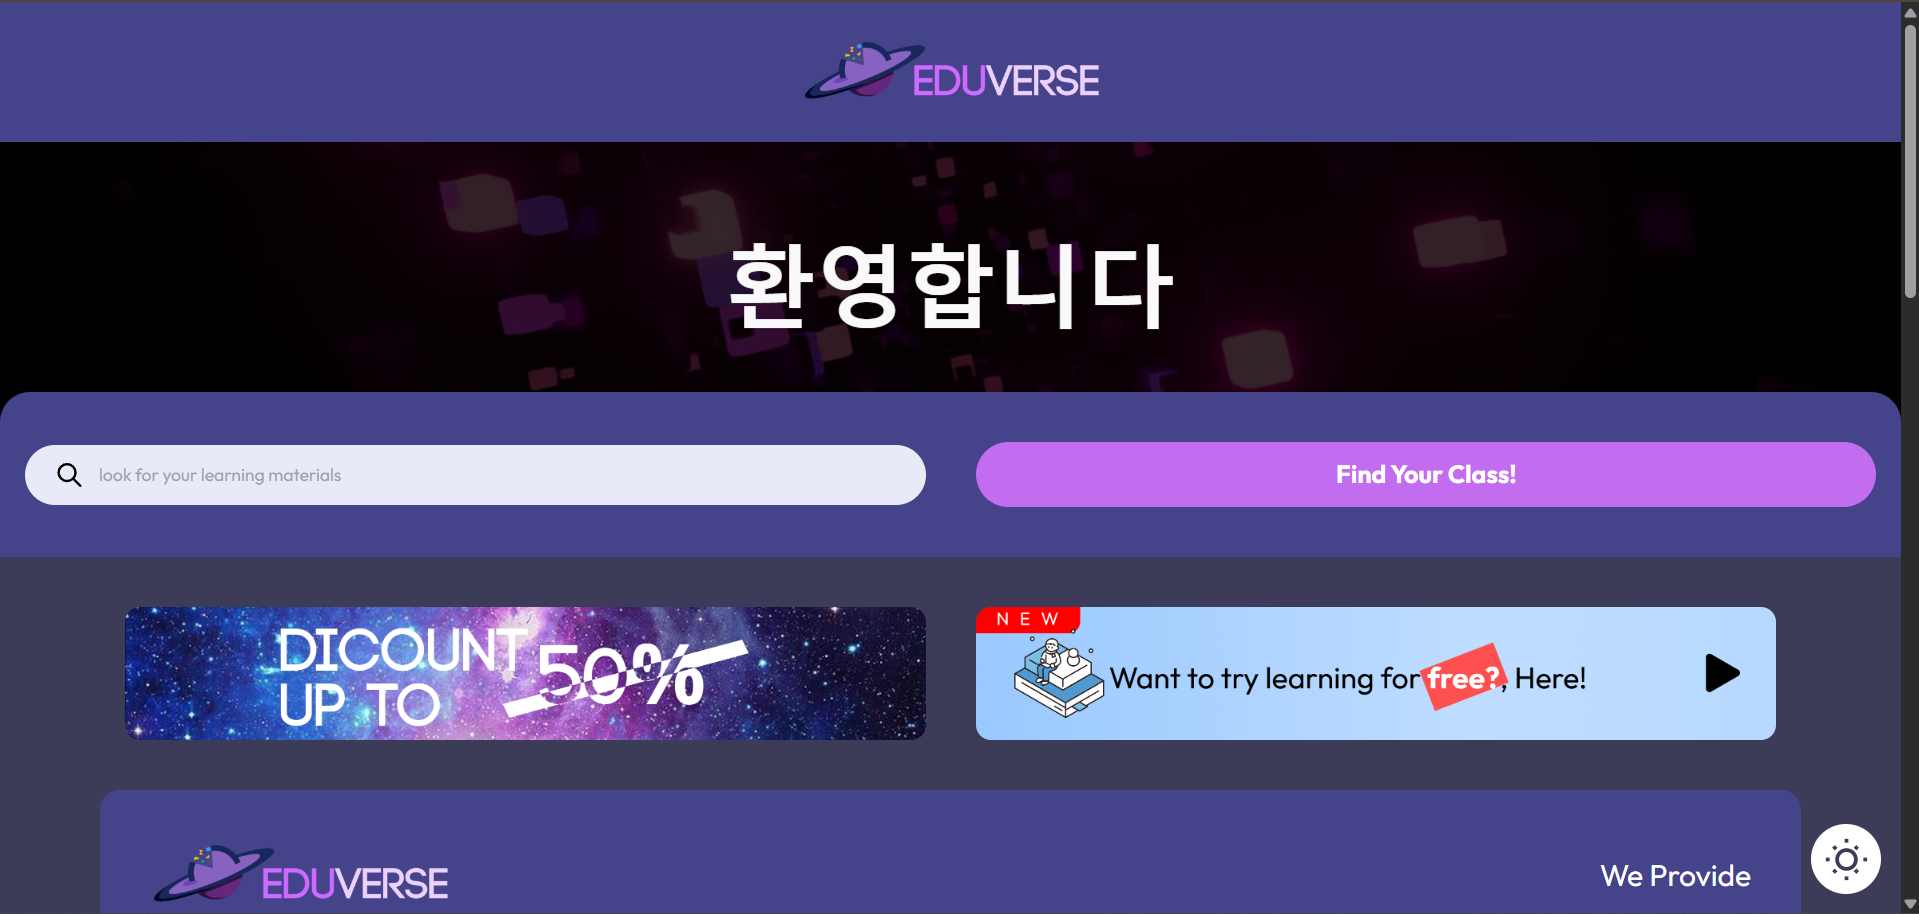 EDUVERSE
환영합니다
look for your learning materials
Find Your Class!
DICOUNT
UP TO
50%
NEW
Want to try learning for free?, Here!
EDUVERSE
We Provide